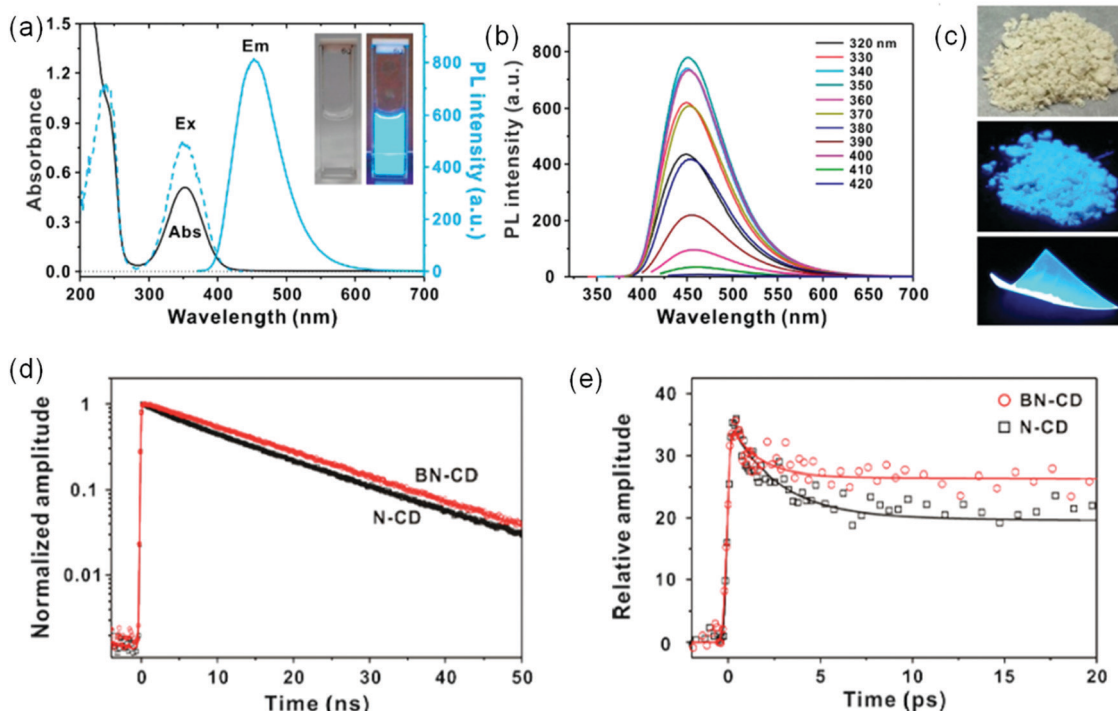 (a)
1.5
1.2
0.9
0.6
0.3
0.0
Absorbance
Ex
Abs
Em
800
600
400
200
0
PL intensity (a.u.)
200 300 400 500 600 700
Wavelength (nm)
(b)
800
600
400
200
0
PL intensity (a.u.)
320 nm
330
340
350
360
370
380
390
400
410
420
350 400 450 500 550 600 700
Wavelength (nm)
(c)
(d)
1
0.1
0.01
Normalized amplitude
BN-CD
N-CD
0 10 20 30 40 50
Time (ns)
(e)
40
30
20
10
0
Relative amplitude
BN-CD
N-CD
0 5 10 15 20
Time (ps)